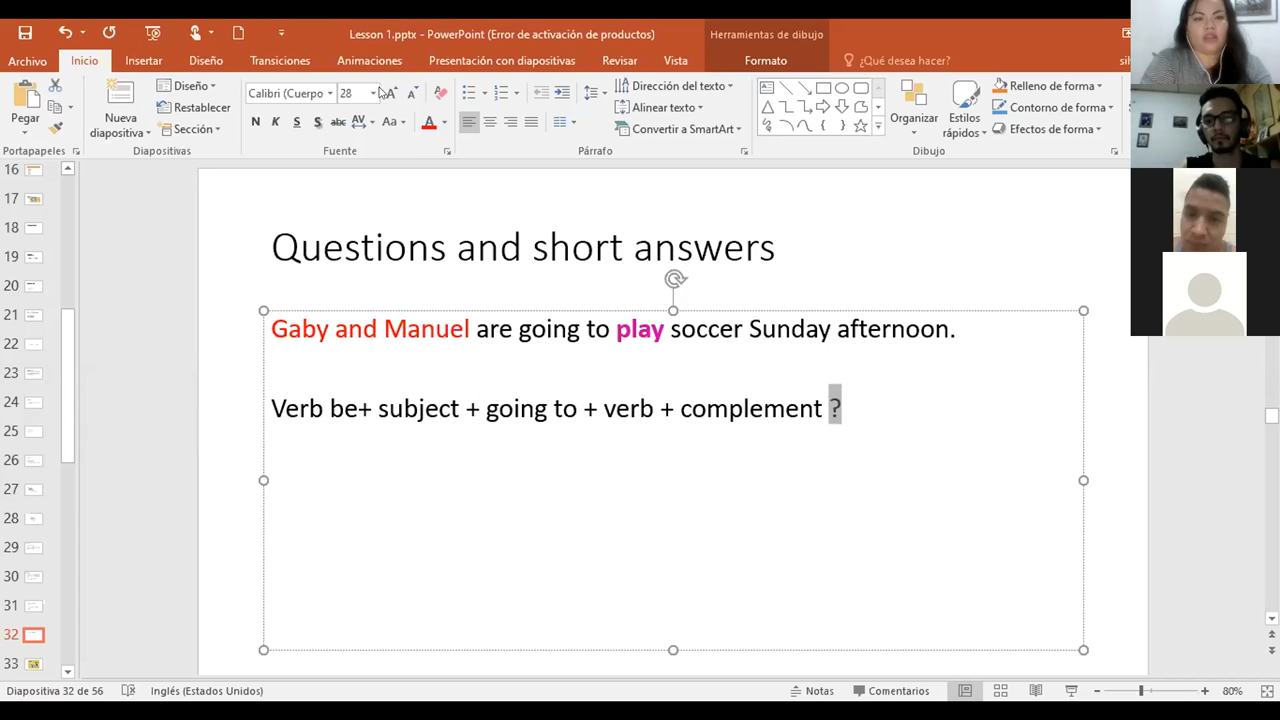 Lesson 1.pptx - PowerPoint (Error de activación de productos)
Herramientas de dibujo
Archivo
Inicio
Insertar
Diseño
Transiciones
Animaciones
Presentación con diapositivas
Revisar
Vista
Formato
¿Qué desea hacer?
Pegar
Nueva diapositiva
Diseño
Restablecer
Sección
Calibri (Cuerpo
28
N K S S abc AV Aa A
Dirección del texto
Alinear texto
Convertir a SmartArt
Organizar
Estilos rápidos
Relleno de forma
Contorno de forma
Efectos de forma
Portapapeles
Diapositivas
Fuente
Párrafo
Dibujo
16
17
18
19
20
21
22
23
24
25
26
27
28
29
30
31
32
33
Questions and short answers
Gaby and Manuel are going to play soccer Sunday afternoon.
Verb be+ subject + going to + verb + complement ?
Diapositiva 32 de 56
Inglés (Estados Unidos)
Notas
Comentarios
80%